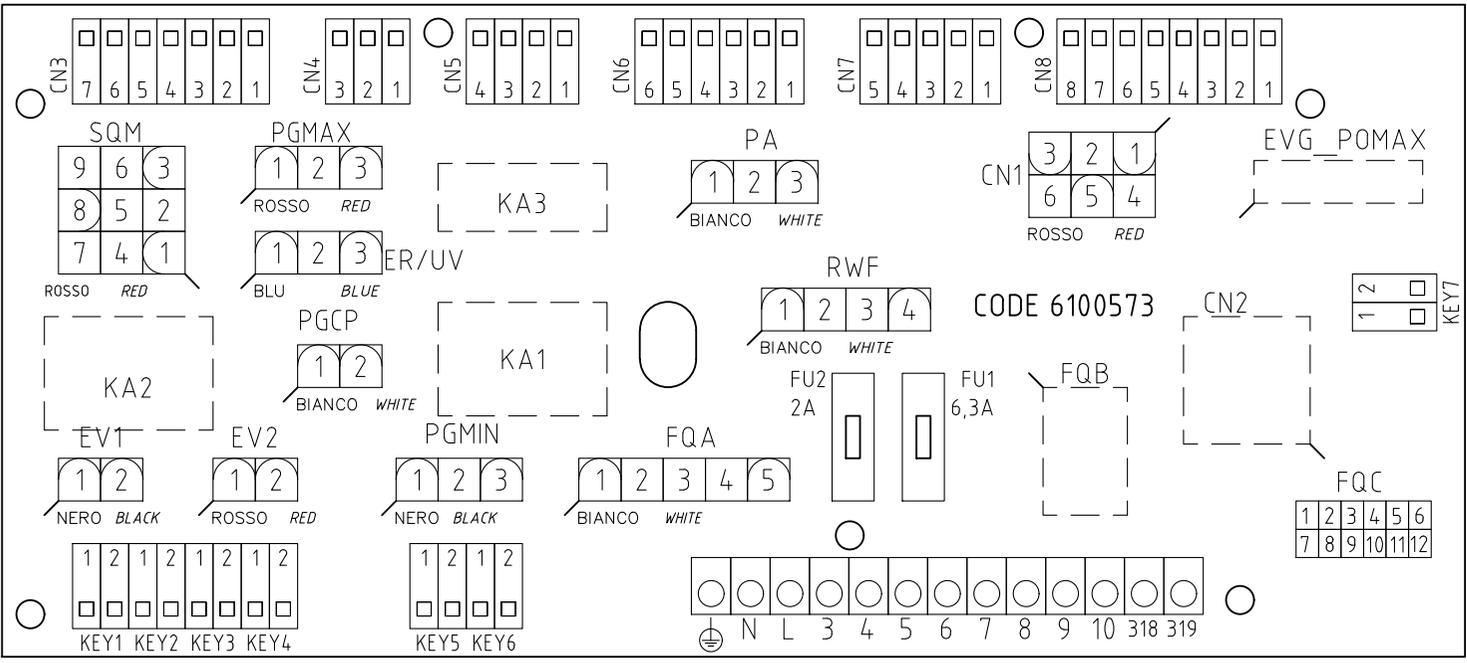 CN3
7 6 5 4 3 2 1
CN4
3 2 1
CN5
4 3 2 1
CN6
6 5 4 3 2 1
CN7
5 4 3 2 1
CN8
8 7 6 5 4 3 2 1
SQM
9 6 3
8 5 2
7 4 1
ROSSO RED
PGMAX
1 2 3
ROSSO RED
1 2 3
ER/UV
BLU BLUE
KA3
PA
1 2 3
BIANCO WHITE
CN1
3 2 1
6 5 4
ROSSO RED
EVG_POMAX
RWF
1 2 3 4
BIANCO WHITE
CODE 6100573
CN2
2
1
KEY7
KA2
PGCP
1 2
BIANCO WHITE
KA1
FU2
2A
FU1
6,3A
FQB
EV1
1 2
NERO BLACK
EV2
1 2
ROSSO RED
PGMIN
1 2 3
NERO BLACK
FQA
1 2 3 4 5
BIANCO WHITE
FQC
1 2 3 4 5 6
7 8 9 10 11 12
1 2 1 2 1 2 1 2
KEY1 KEY2 KEY3 KEY4
1 2 1 2
KEY5 KEY6
N L 3 4 5 6 7 8 9 10 318 319